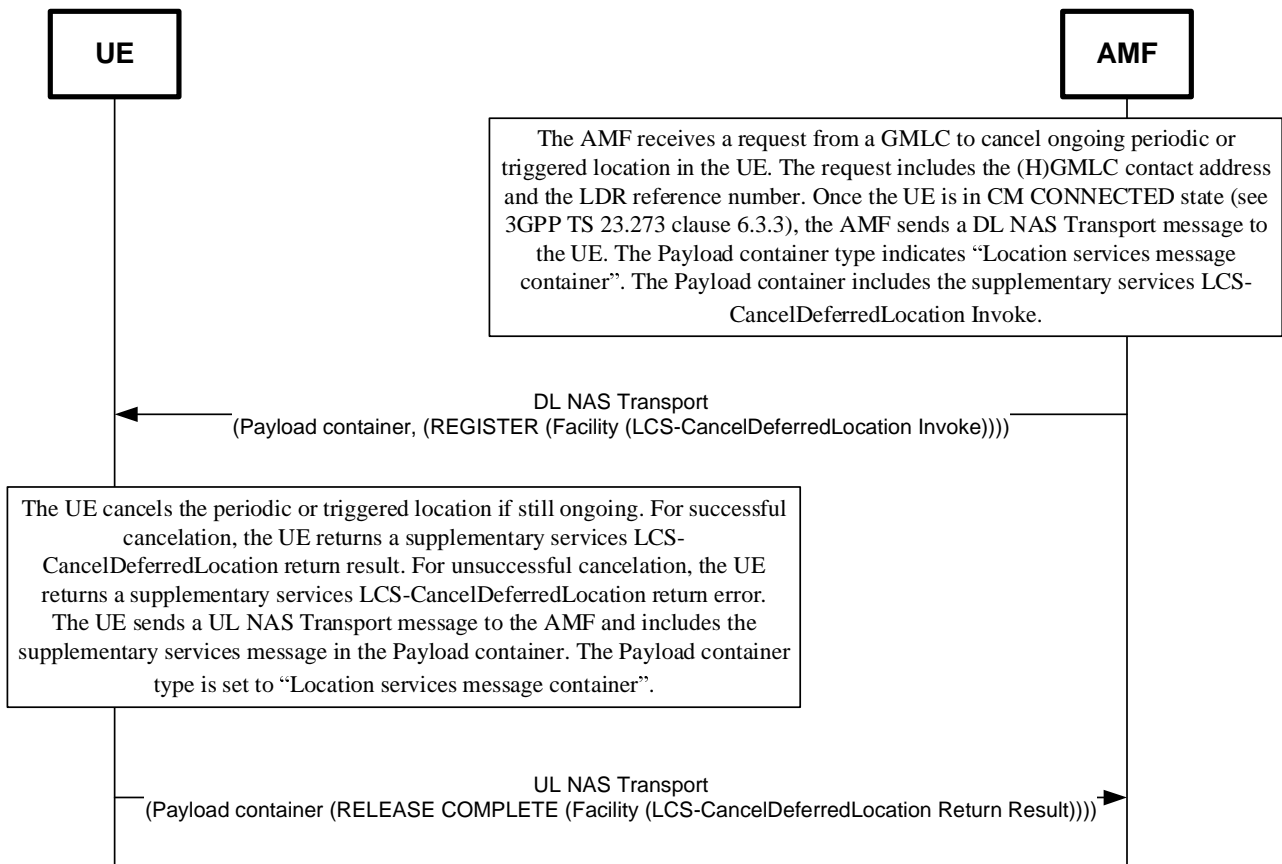 UE
AMF
The AMF receives a request from a GMLC to cancel ongoing periodic or
triggered location in the UE. The request includes the (H)GMLC contact address
and the LDR reference number. Once the UE is in CM CONNECTED state (see
3GPP TS 23.273 clause 6.3.3), the AMF sends a DL NAS Transport message to
the UE. The Payload container type indicates “Location services message
container”. The Payload container includes the supplementary services LCS-
CancelDeferredLocation Invoke.
DL NAS Transport
(Payload container, (REGISTER (Facility (LCS-CancelDeferredLocation Invoke))))
The UE cancels the periodic or triggered location if still ongoing. For successful
cancelation, the UE returns a supplementary services LCS-
CancelDeferredLocation return result. For unsuccessful cancelation, the UE
returns a supplementary services LCS-CancelDeferredLocation return error.
The UE sends a UL NAS Transport message to the AMF and includes the
supplementary services message in the Payload container. The Payload container
type is set to “Location services message container”.
UL NAS Transport
(Payload container (RELEASE COMPLETE (Facility (LCS-CancelDeferredLocation Return Result))))